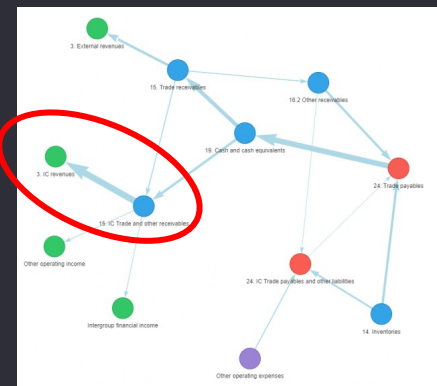 3. External revenues
15. Trade receivables
16.2 Other receivables
19. Cash and cash equivalents
3. IC revenues
24. Trade payables
15. IC Trade and other receivables
Other operating income
24. IC Trade payables and other liabilities
Intergroup financial income
14. Inventories
Other operating expenses